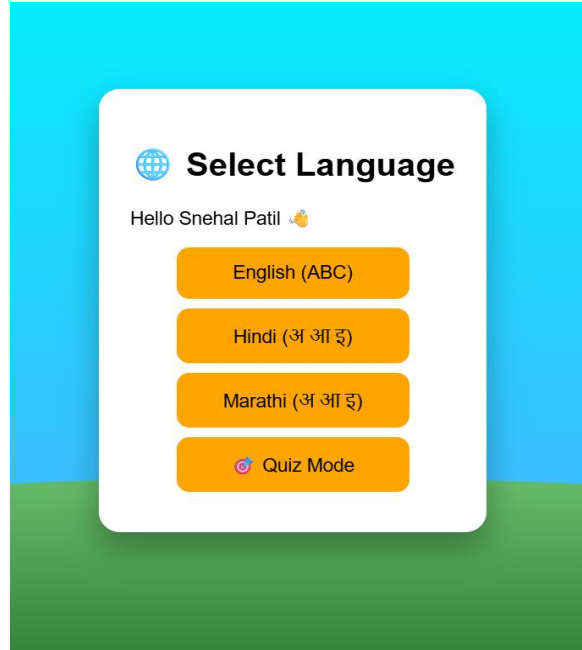 🌐 Select Language
Hello Snehal Patil 👋
English (ABC)
Hindi (अ आ इ)
Marathi (अ आ इ)
🎯 Quiz Mode